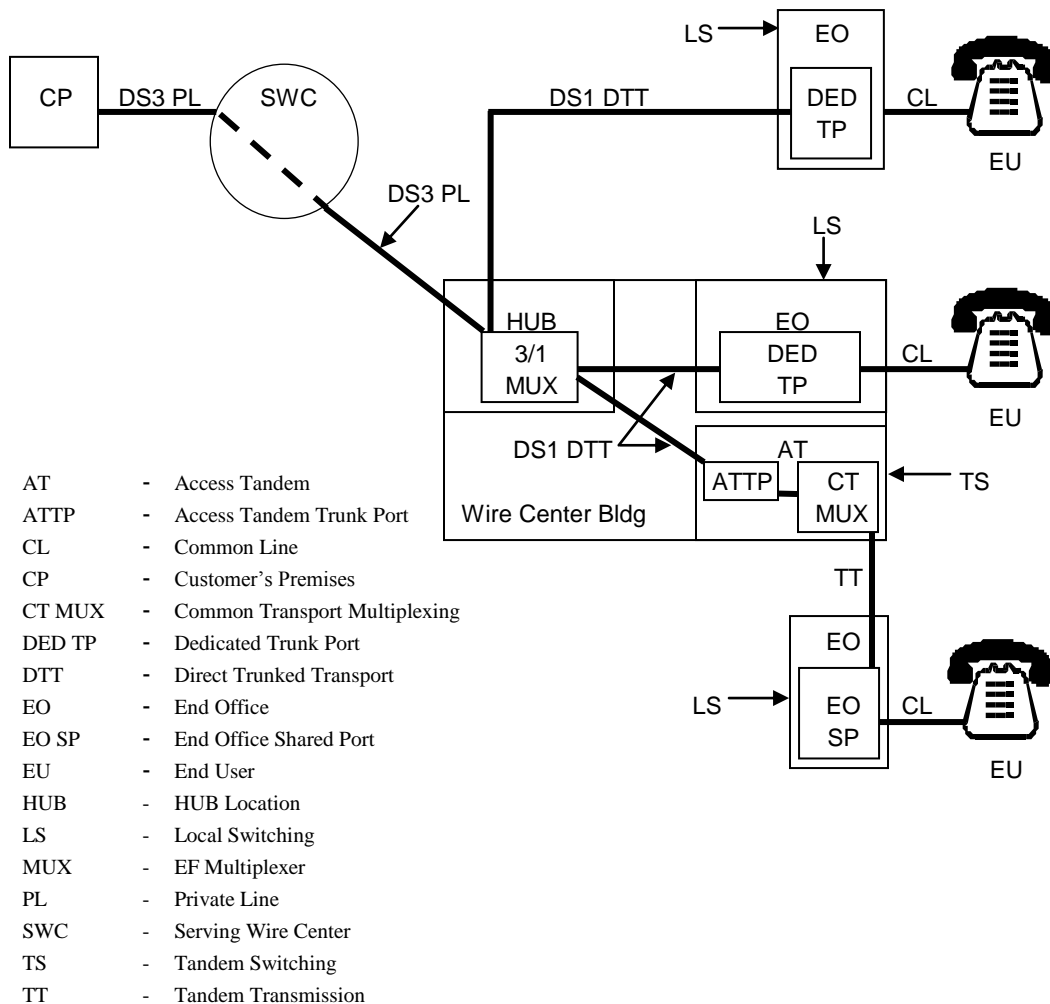 LS
EO
CP
DS3 PL
SWC
DS1 DTT
DED
TP
CL
EU
DS3 PL
LS
HUB
3/1
MUX
EO
DED
TP
CL
EU
DS1 DTT
AT
ATTP
CT
MUX
TS
Wire Center Bldg
TT
EO
LS
EO
SP
CL
EU
AT - Access Tandem
ATTP - Access Tandem Trunk Port
CL - Common Line
CP - Customer's Premises
CT MUX - Common Transport Multiplexing
DED TP - Dedicated Trunk Port
DTT - Direct Trunked Transport
EO - End Office
EO SP - End Office Shared Port
EU - End User
HUB - HUB Location
LS - Local Switching
MUX - EF Multiplexer
PL - Private Line
SWC - Serving Wire Center
TS - Tandem Switching
TT - Tandem Transmission